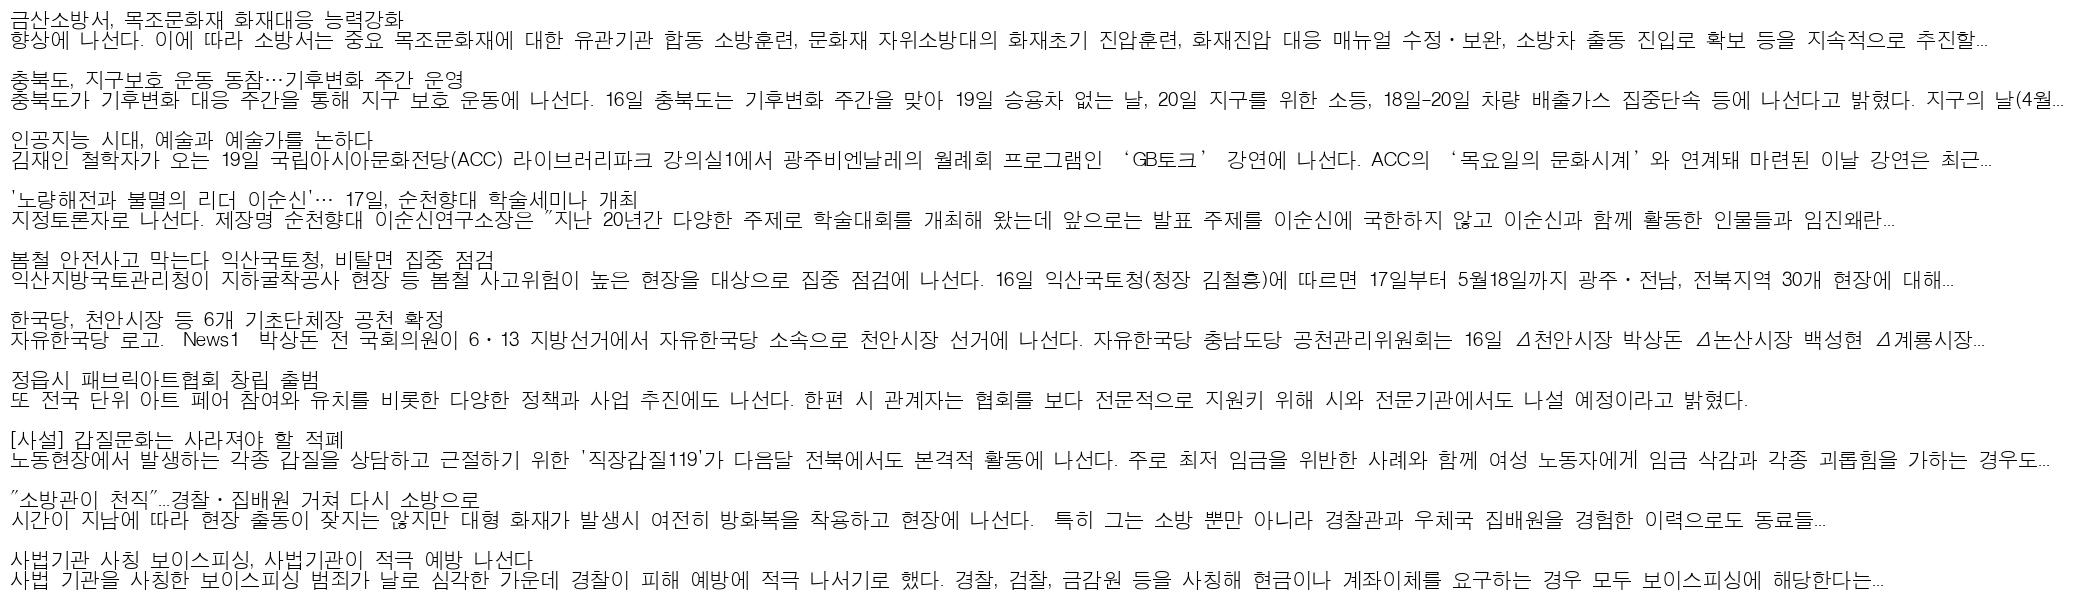 금산소방서, 목조문화재 화재대응 능력강화
향상에 나선다. 이에 따라 소방서는 중요 목조문화재에 대한 유관기관 합동 소방훈련, 문화재 자위소방대의 화재초기 진압훈련, 화재진압 대응 매뉴얼 수정·보완, 소방차 출동 진입로 확보 등을 지속적으로 추진할...
충북도, 지구보호 운동 동참…기후변화 주간 운영
충북도가 기후변화 대응 주간을 통해 지구 보호 운동에 나선다. 16일 충북도는 기후변화 주간을 맞아 19일 승용차 없는 날, 20일 지구를 위한 소등, 18일-20일 차량 배출가스 집중단속 등에 나선다고 밝혔다. 지구의 날(4월...
인공지능 시대, 예술과 예술가를 논하다
김재인 철학자가 오는 19일 국립아시아문화전당(ACC) 라이브러리파크 강의실1에서 광주비엔날레의 월례회 프로그램인 ‘GB토크’ 강연에 나선다. ACC의 ‘목요일의 문화시계’와 연계돼 마련된 이날 강연은 최근...
'노량해전과 불멸의 리더 이순신'… 17일, 순천향대 학술세미나 개최
지정토론자로 나선다. 제장명 순천향대 이순신연구소장은 "지난 20년간 다양한 주제로 학술대회를 개최해 왔는데 앞으로는 발표 주제를 이순신에 국한하지 않고 이순신과 함께 활동한 인물들과 임진왜란...
봄철 안전사고 막는다 익산국토청, 비탈면 집중 점검
익산지방국토관리청이 지하굴착공사 현장 등 봄철 사고위험이 높은 현장을 대상으로 집중 점검에 나선다. 16일 익산국토청(청장 김철흥)에 따르면 17일부터 5월18일까지 광주·전남, 전북지역 30개 현장에 대해...
한국당, 천안시장 등 6개 기초단체장 공천 확정
자유한국당 로고. News1 박상돈 전 국회의원이 6·13 지방선거에서 자유한국당 소속으로 천안시장 선거에 나선다. 자유한국당 충남도당 공천관리위원회는 16일 ⊿천안시장 박상돈 ⊿논산시장 백성현 ⊿계룡시장...
정읍시 패브릭아트협회 창립 출범
또 전국 단위 아트 페어 참여와 유치를 비롯한 다양한 정책과 사업 추진에도 나선다. 한편 시 관계자는 협회를 보다 전문적으로 지원키 위해 시와 전문기관에서도 나설 예정이라고 밝혔다.
[사설] 갑질문화는 사라져야 할 적폐
노동현장에서 발생하는 각종 갑질을 상담하고 근절하기 위한 '직장갑질119'가 다음달 전북에서도 본격적 활동에 나선다. 주로 최저 임금을 위반한 사례와 함께 여성 노동자에게 임금 삭감과 각종 괴롭힘을 가하는 경우도...
"소방관이 천직"...경찰·집배원 거쳐 다시 소방으로
시간이 지남에 따라 현장 출동이 잦지는 않지만 대형 화재가 발생시 여전히 방화복을 착용하고 현장에 나선다. 특히 그는 소방 뿐만 아니라 경찰관과 우체국 집배원을 경험한 이력으로도 동료들...
사법기관 사칭 보이스피싱, 사법기관이 적극 예방 나선다
사법 기관을 사칭한 보이스피싱 범죄가 날로 심각한 가운데 경찰이 피해 예방에 적극 나서기로 했다. 경찰, 검찰, 금감원 등을 사칭해 현금이나 계좌이체를 요구하는 경우 모두 보이스피싱에 해당한다는...